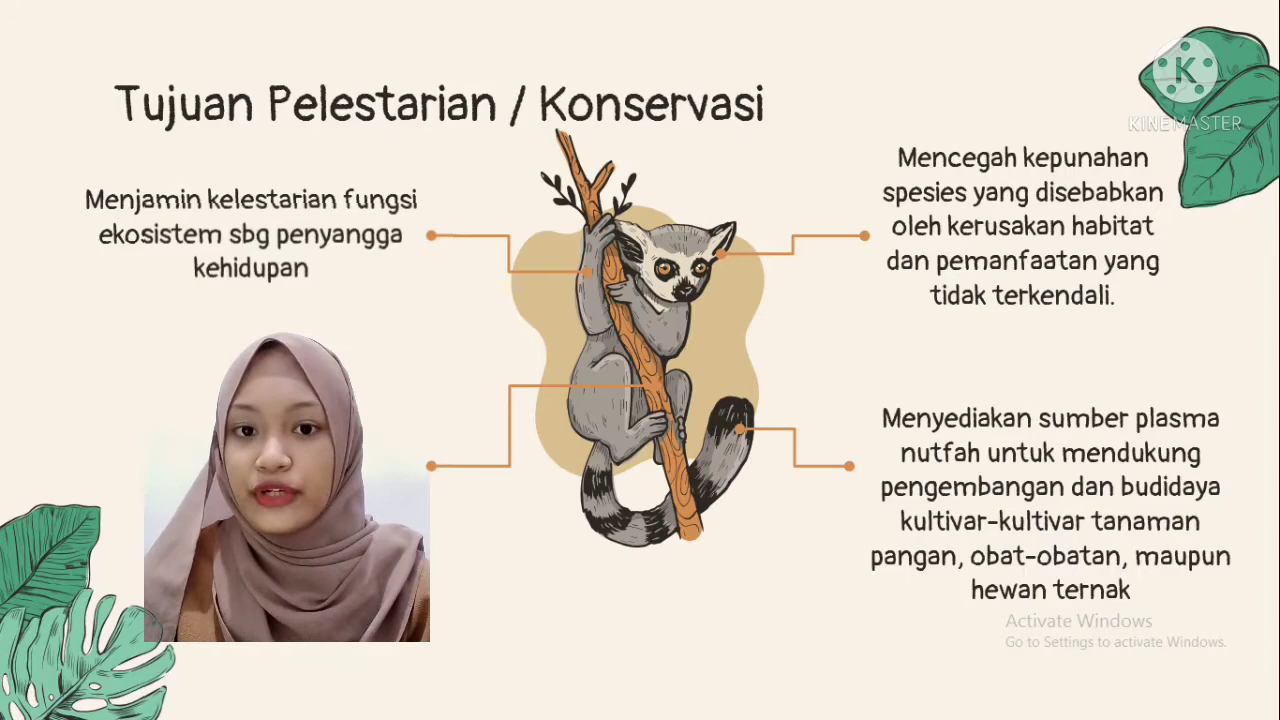 Tujuan Pelestarian / Konservasi
Menjamin kelestarian fungsi
ekosistem sbg penyangga
kehidupan
Mencegah kepunahan
spesies yang disebabkan
oleh kerusakan habitat
dan pemanfaatan yang
tidak terkendali.
Menyediakan sumber plasma
nutfah untuk mendukung
pengembangan dan budidaya
kultivar-kultivar tanaman
pangan, obat-obatan, maupun
hewan ternak
K
KINEMASTER
Activate Windows
Go to Settings to activate Windows.